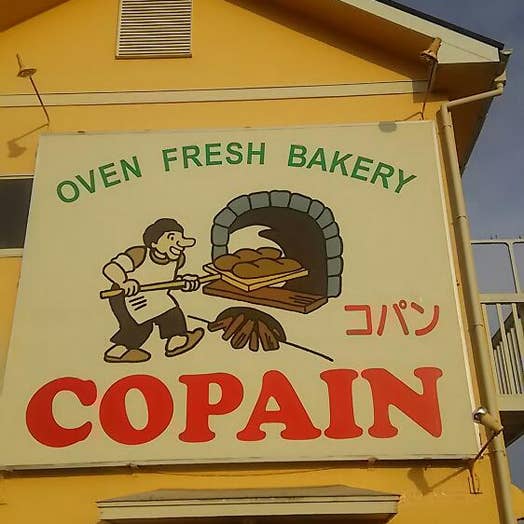 OVEN FRESH BAKERY
コパン
COPAIN